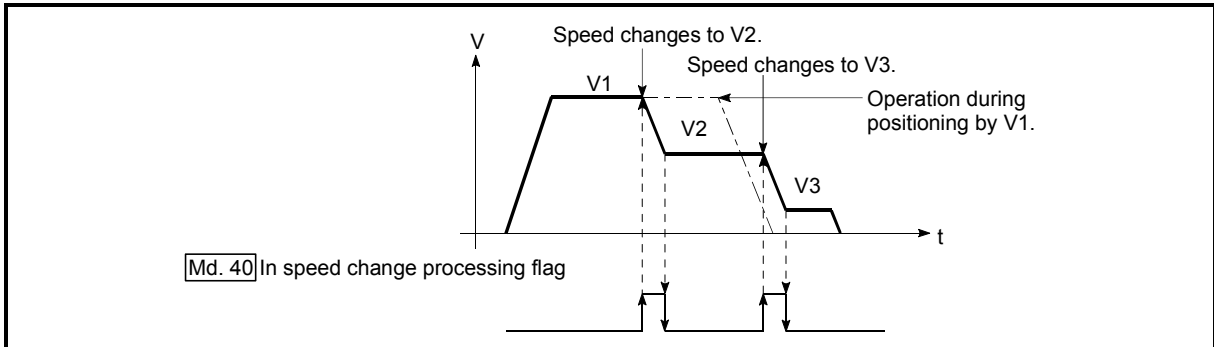 V
Speed changes to V2.
Speed changes to V3.
V1
Operation during
positioning by V1.
V2
V3
t
Md. 40 In speed change processing flag